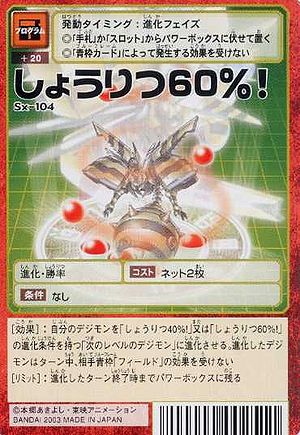 プログラム
+20
発動タイミング：進化フェイズ
◎「手札」か「スロット」からパワーボックスに伏せて置く
◎「青枠カード」によって発生する効果を受けない
しょうりつ60%!
Sx-104
進化・勝率
コスト ネット2枚
条件 なし
[効果]：自分のデジモンを「しょうりつ40%!」又は「しょうりつ60%!」
の進化条件を持つ「次のレベルのデジモン」に進化させる。進化したデジ
モンはターン中、相手青枠「フィールド」の効果を受けない
[リミット]：進化したターン終了時までパワーボックスに残る
©本郷あきよし・東映アニメーション
BANDAI 2003 MADE IN JAPAN